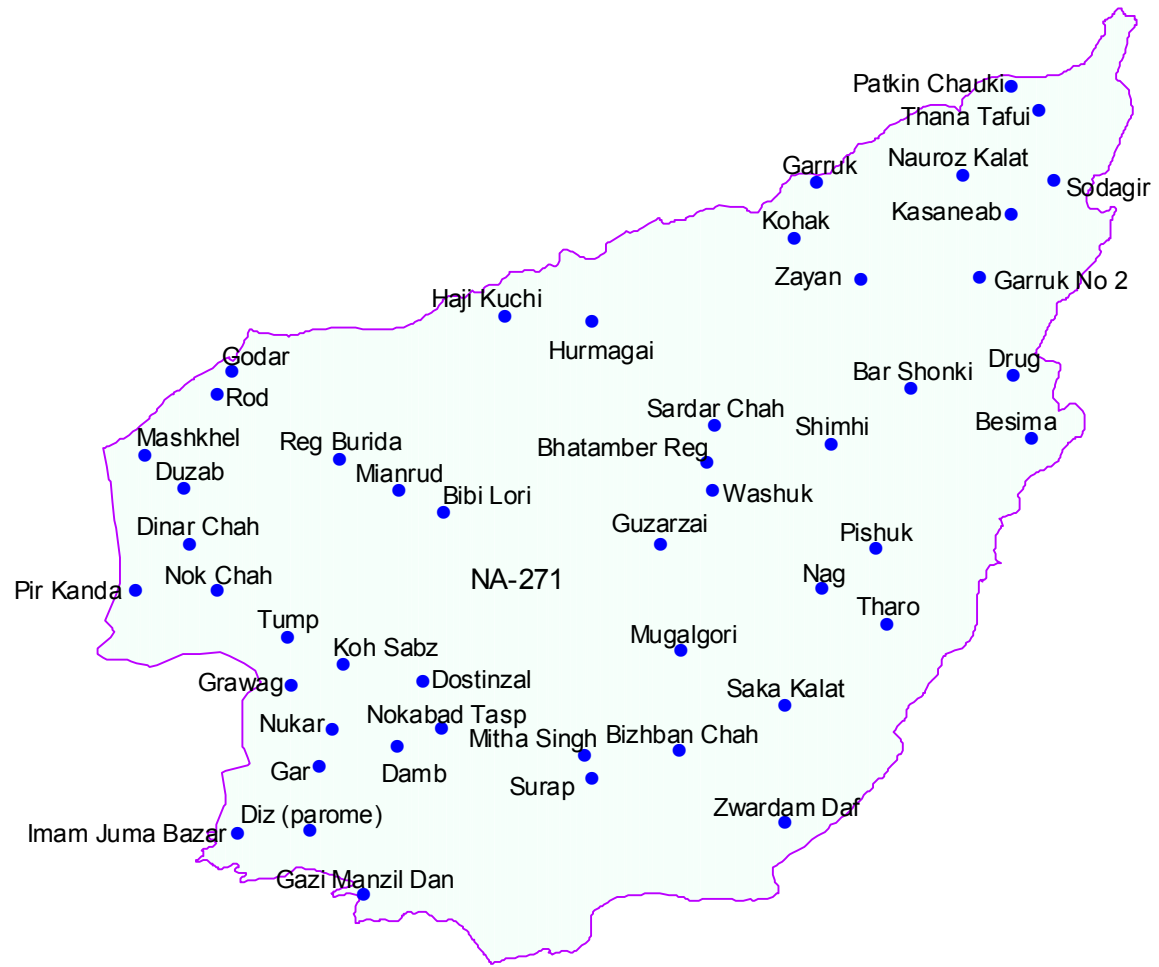 Patkin Chauki
Thana Tafui
Garruk
Nauroz Kalat
Sodagir
Kasaneab
Kohak
Zayan
Garruk No 2
Haji Kuchi
Hurmagai
Godar
Drug
Bar Shonki
Rod
Sardar Chah
Besima
Shimhi
Mashkhel
Reg Burida
Bhatamber Reg
Duzab
Mianrud
Bibi Lori
Washuk
Dinar Chah
Guzarzai
Pishuk
Nok Chah
NA-271
Nag
Pir Kanda
Tharo
Tump
Mugalgori
Koh Sabz
Grawag
Dostinzal
Saka Kalat
Nukar
Nokabad Tasp
Mitha Singh
Bizhban Chah
Gar
Damb
Surap
Zwardam Daf
Diz (parome)
Imam Juma Bazar
Gazi Manzil Dan